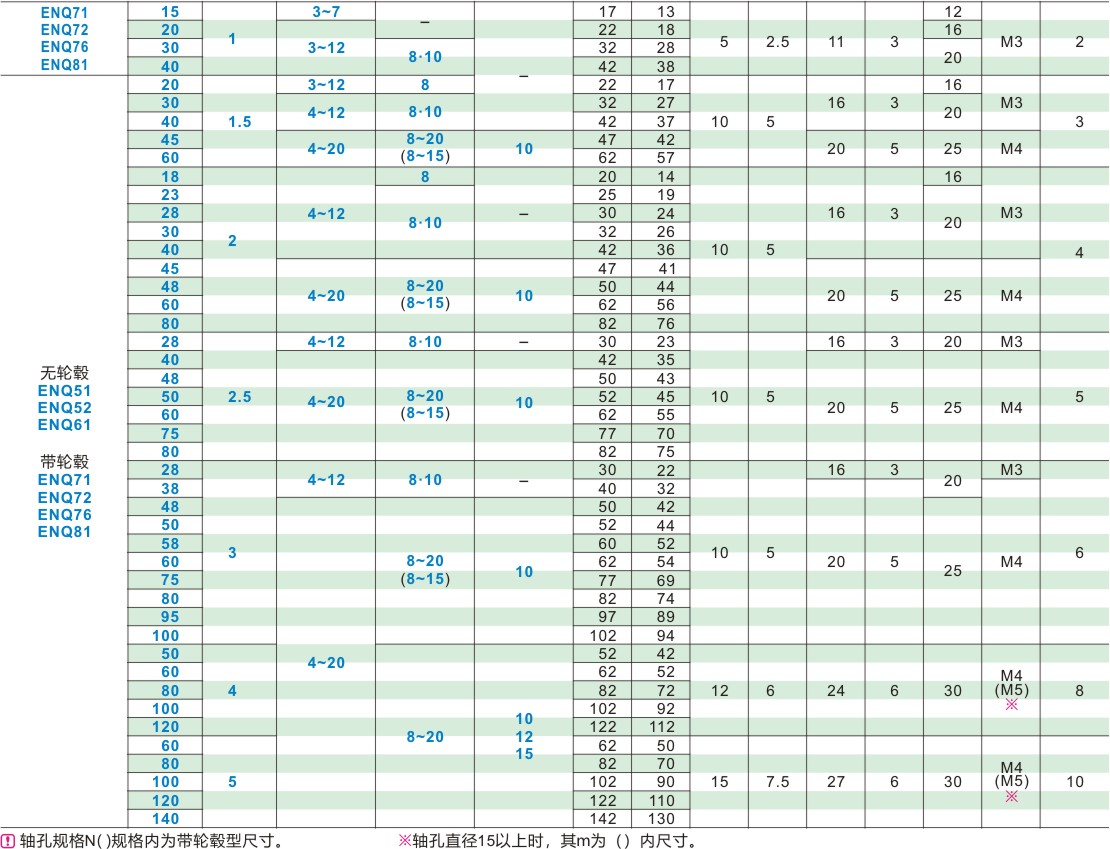 ENQ71 15 3~7 – 17 13 12
ENQ72 20 1 22 18 5 2.5 11 3 16 M3 2
ENQ76 30 3~12 8·10 32 28 20
ENQ81 40 42 38
20 3~12 8 – 22 17 16
30 4~12 8·10 32 27 16 3 20 M3
40 1.5 42 37 10 5 3
45 4~20 8~20 10 47 42 20 5 25 M4
60 (8~15) 62 57
18 8 20 14 16
23 25 19
28 4~12 8·10 – 30 24 16 3 20 M3
30 2 32 26
40 42 36 10 5 4
45 47 41
48 4~20 8~20 10 50 44 20 5 25 M4
60 (8~15) 62 56
80 82 76
28 4~12 8·10 – 30 23 16 3 20 M3
40 42 35
无轮毂 48 50 43
ENQ51 50 2.5 4~20 8~20 10 52 45 10 5 20 5 25 M4 5
ENQ52 60 (8~15) 62 55
ENQ61 75 77 70
80 82 75
带轮毂 28 4~12 8·10 – 30 22 16 3 20 M3
ENQ71 38 40 32
ENQ72 48 50 42
ENQ76 50 52 44
ENQ81 58 3 60 52 10 5 6
60 8~20 10 62 54 20 5 25 M4
75 (8~15) 77 69
80 82 74
95 97 89
100 102 94
50 4~20 52 42
60 62 52 M4
80 4 82 72 12 6 24 6 30 (M5) 8
100 102 92 ※
120 8~20 10 122 112
60 12 62 50
80 15 82 70 M4
100 5 102 90 15 7.5 27 6 30 (M5) 10
120 122 110 ※
140 142 130
! 轴孔规格N( )规格内为带轮毂型尺寸。 ※轴孔直径15以上时，其m为（）内尺寸。